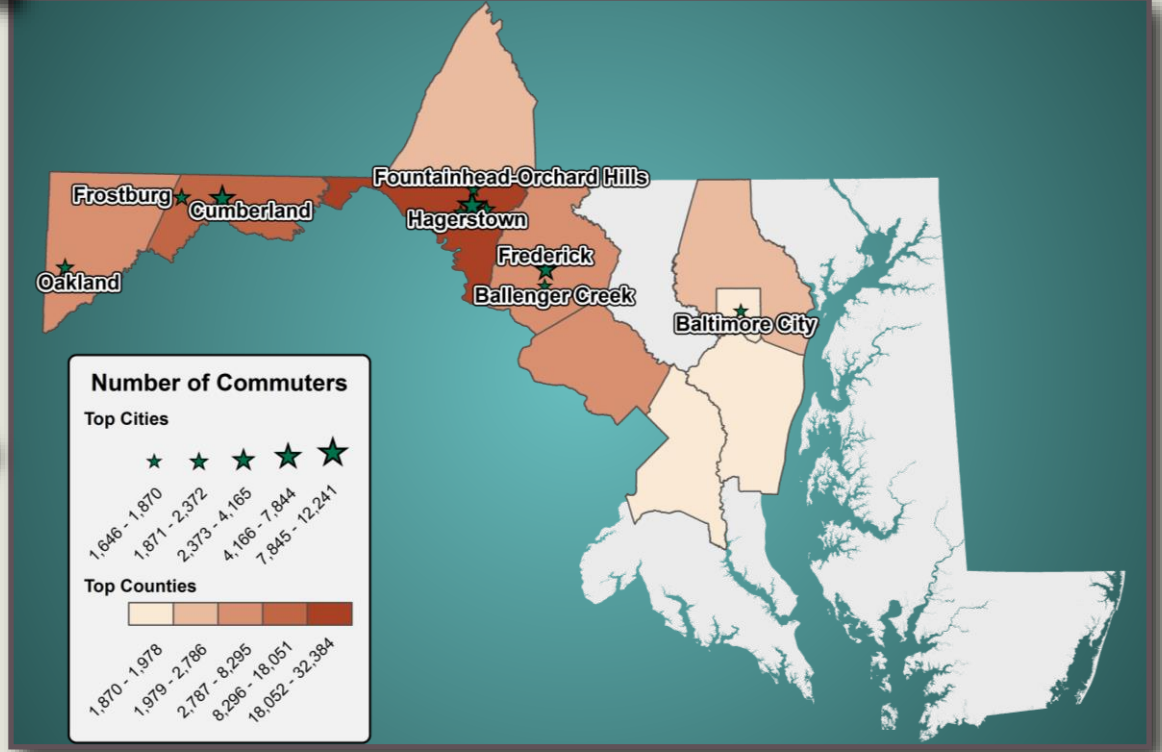 Fountainhead-Orchard Hills
Frostburg
Cumberland
Hagerstown
Frederick
Oakland
Ballenger Creek
Baltimore City
Number of Commuters
Top Cities
1,646 - 1,870
1,871 - 2,372
2,373 - 4,165
4,166 - 7,844
7,845 - 12,241
Top Counties
1,870 - 1,978
1,979 - 2,786
2,787 - 8,295
8,296 - 18,051
18,052 - 32,384